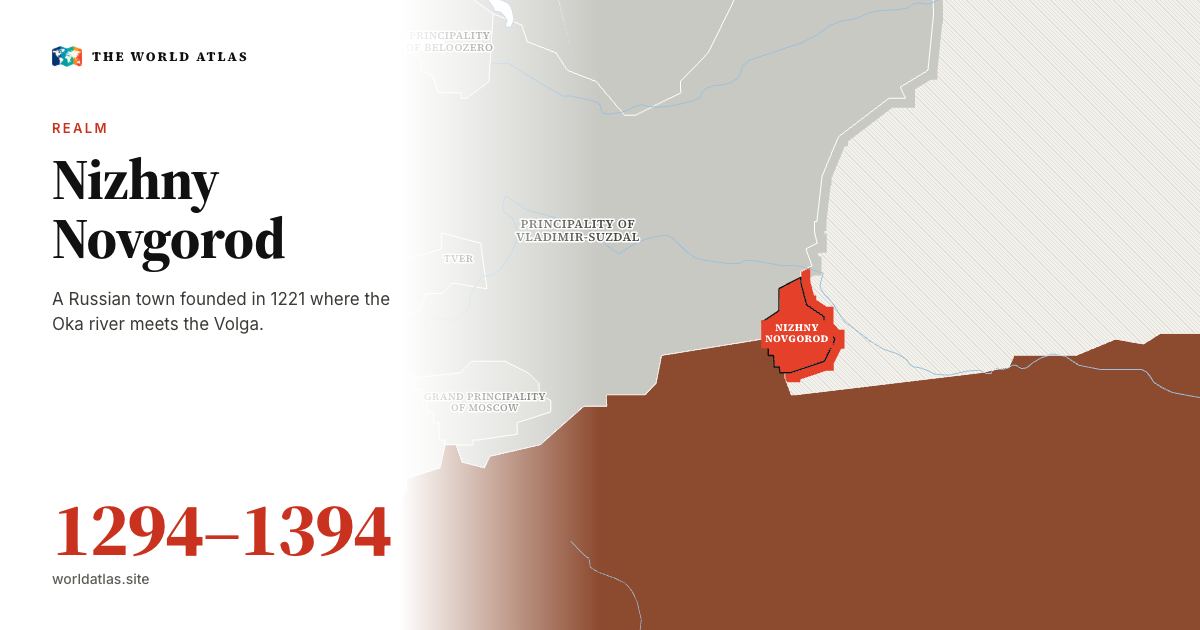 THE WORLD ATLAS
REALM
Nizhny
Novgorod
A Russian town founded in 1221 where the
Oka river meets the Volga.
1294–1394
worldatlas.site
PRINCIPALITY
OF BELOOZERO
PRINCIPALITY OF
VLADIMIR-SUZDAL
TVER
NIZHNY
NOVGOROD
GRAND PRINCIPALITY
OF MOSCOW